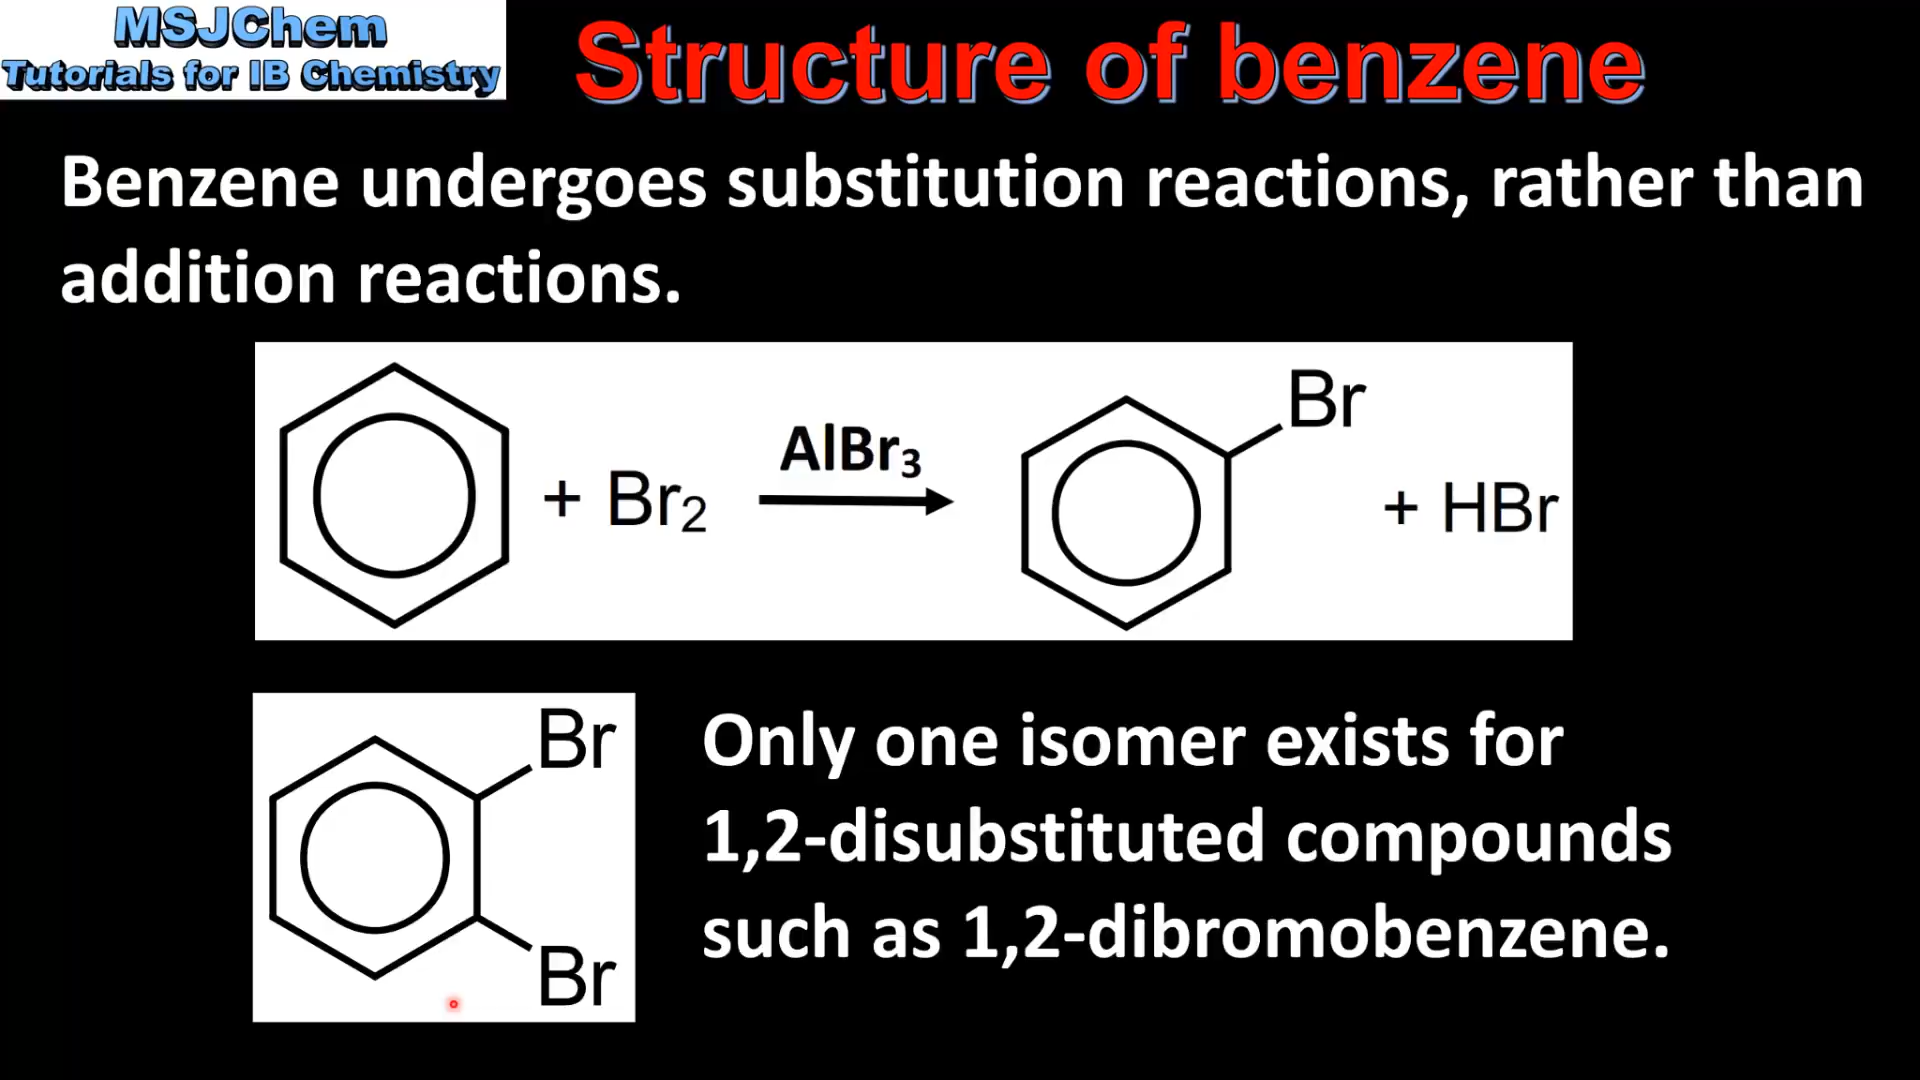 MSJChem
Tutorials for IB Chemistry
Structure of benzene
Benzene undergoes substitution reactions, rather than
addition reactions.
+ Br₂
AlBr₃
Br
+ HBr
Br
Br
Only one isomer exists for
1,2-disubstituted compounds
such as 1,2-dibromobenzene.